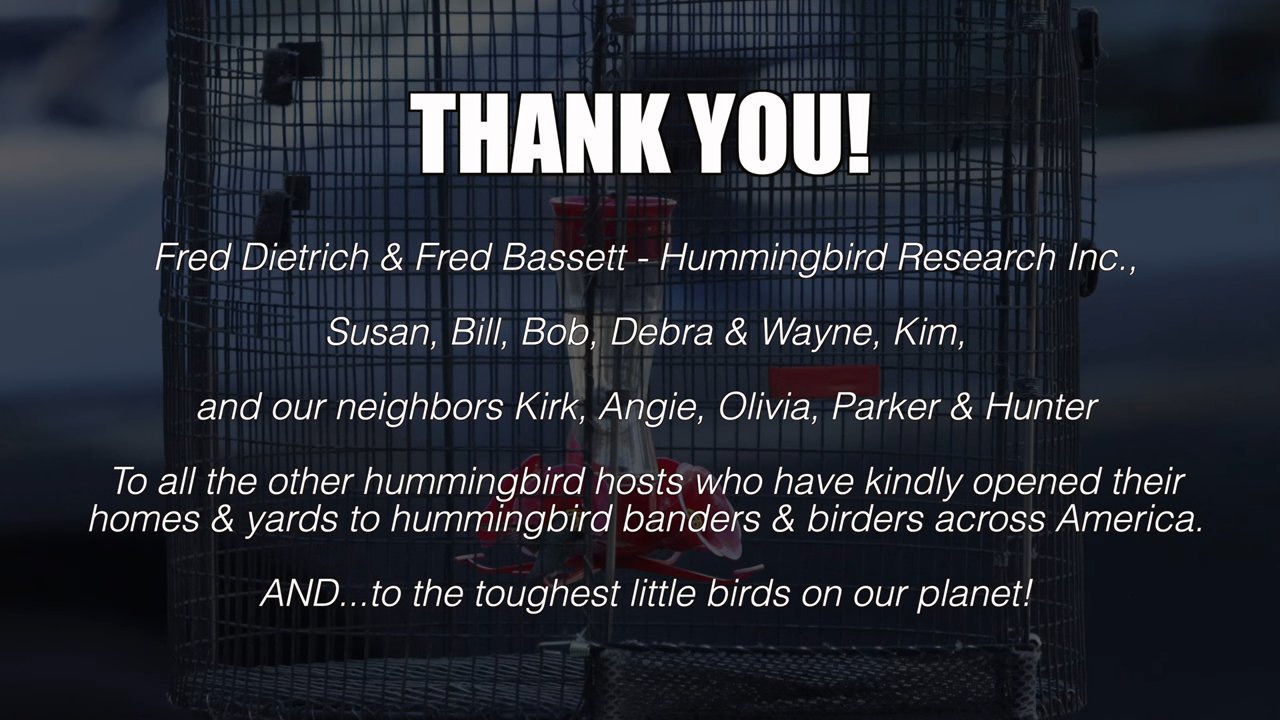 THANK YOU!
Fred Dietrich & Fred Bassett - Hummingbird Research Inc.,
Susan, Bill, Bob, Debra & Wayne, Kim,
and our neighbors Kirk, Angie, Olivia, Parker & Hunter
To all the other hummingbird hosts who have kindly opened their
homes & yards to hummingbird banders & birders across America.
AND...to the toughest little birds on our planet!